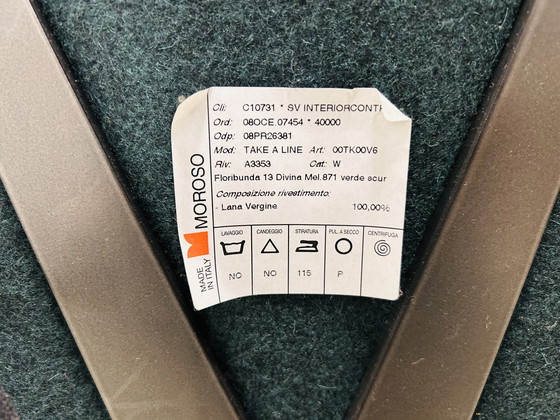 Cli: C10731 * SV INTERIORCONTR
Ord: 08OCE.07454 * 40000
Odp: 08PR26381
Mod: TAKE A LINE Art: 00TK00V6
Riv: A3353 Cat: W
Floribunda 13 Divina Mel.871 verde scur
Composizione rivestimento:
- Lana Vergine 100,00%
MOROSO
MADE
IN ITALY
LAVAGGIO CANDEGGIO STIRATURA PUL. A SECCO CENTRIFUGA
NO NO 115 P